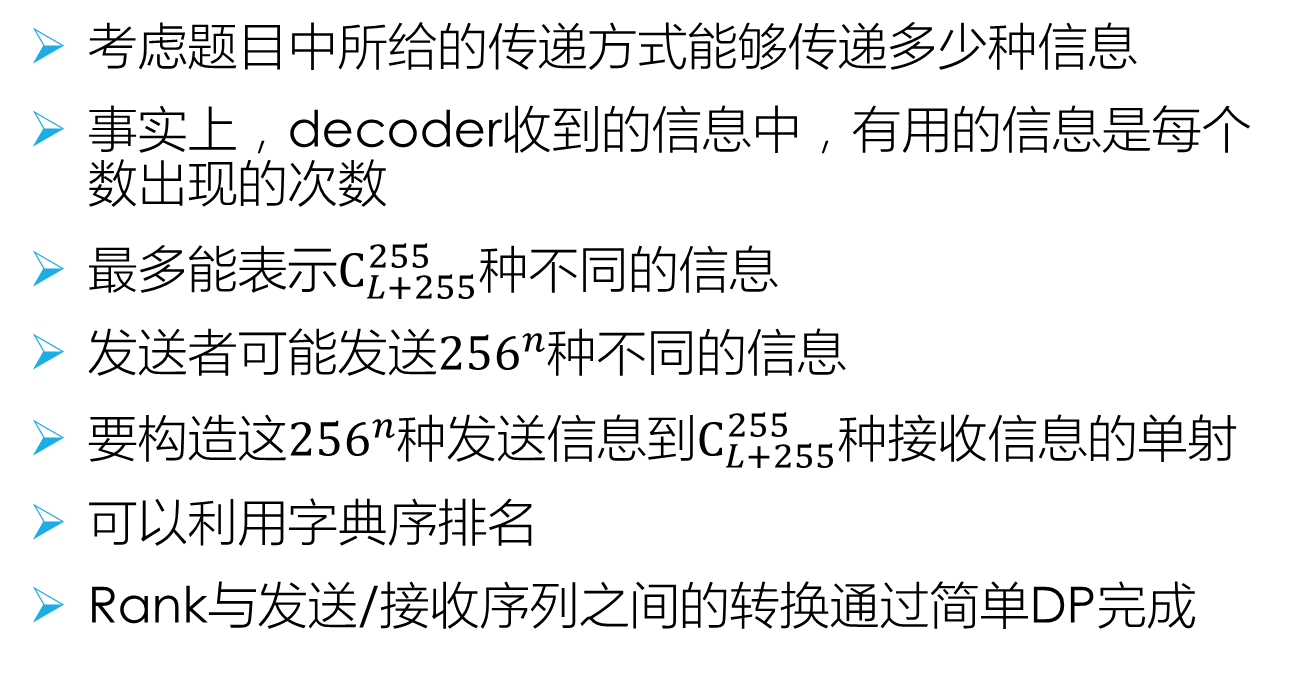 考虑题目中所给的传递方式能够传递多少种信息
事实上，decoder收到的信息中，有用的信息是每个
数出现的次数
最多能表示C_{L+255}^{255}种不同的信息
发送者可能发送256^n种不同的信息
要构造这256^n种发送信息到C_{L+255}^{255}种接收信息的单射
可以利用字典序排名
Rank与发送/接收序列之间的转换通过简单DP完成